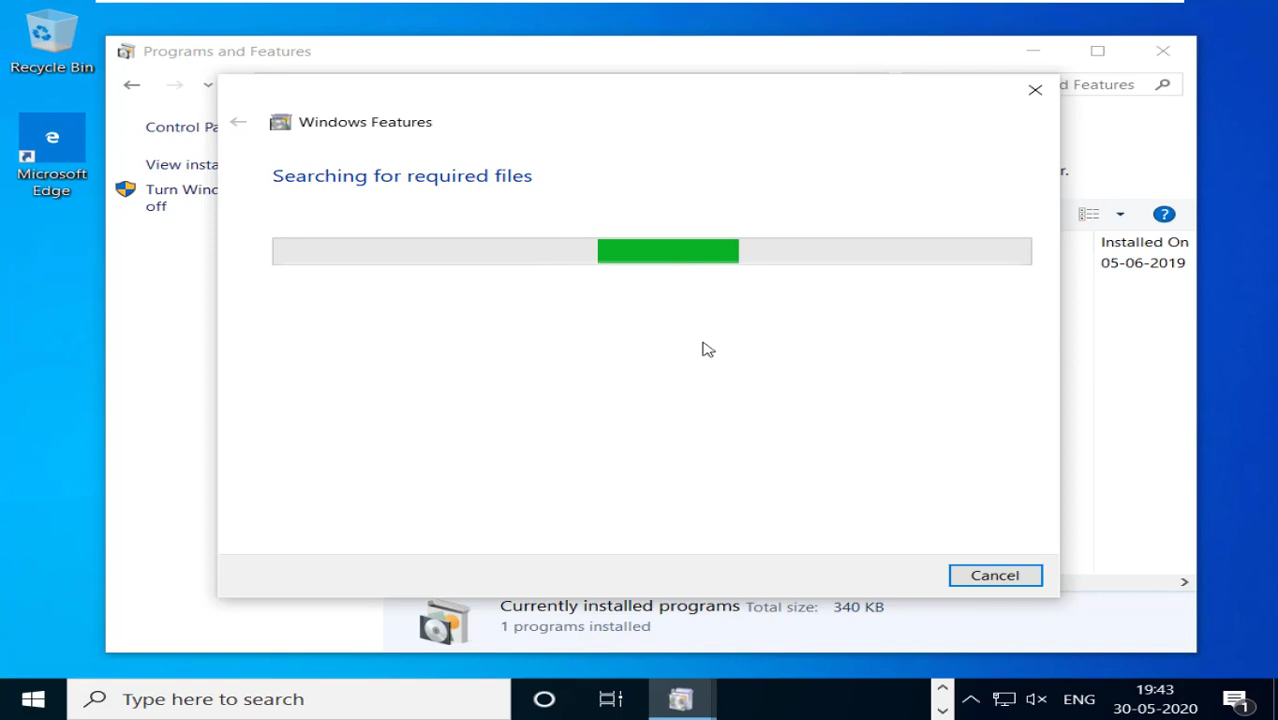 Recycle Bin
Microsoft
Edge
Programs and Features
d Features
Control Pa
View insta
Turn Wind
off
Windows Features
Searching for required files
r.
Installed On
05-06-2019
Cancel
Currently installed programs Total size: 340 KB
1 programs installed
Type here to search
ENG
19:43
30-05-2020
1